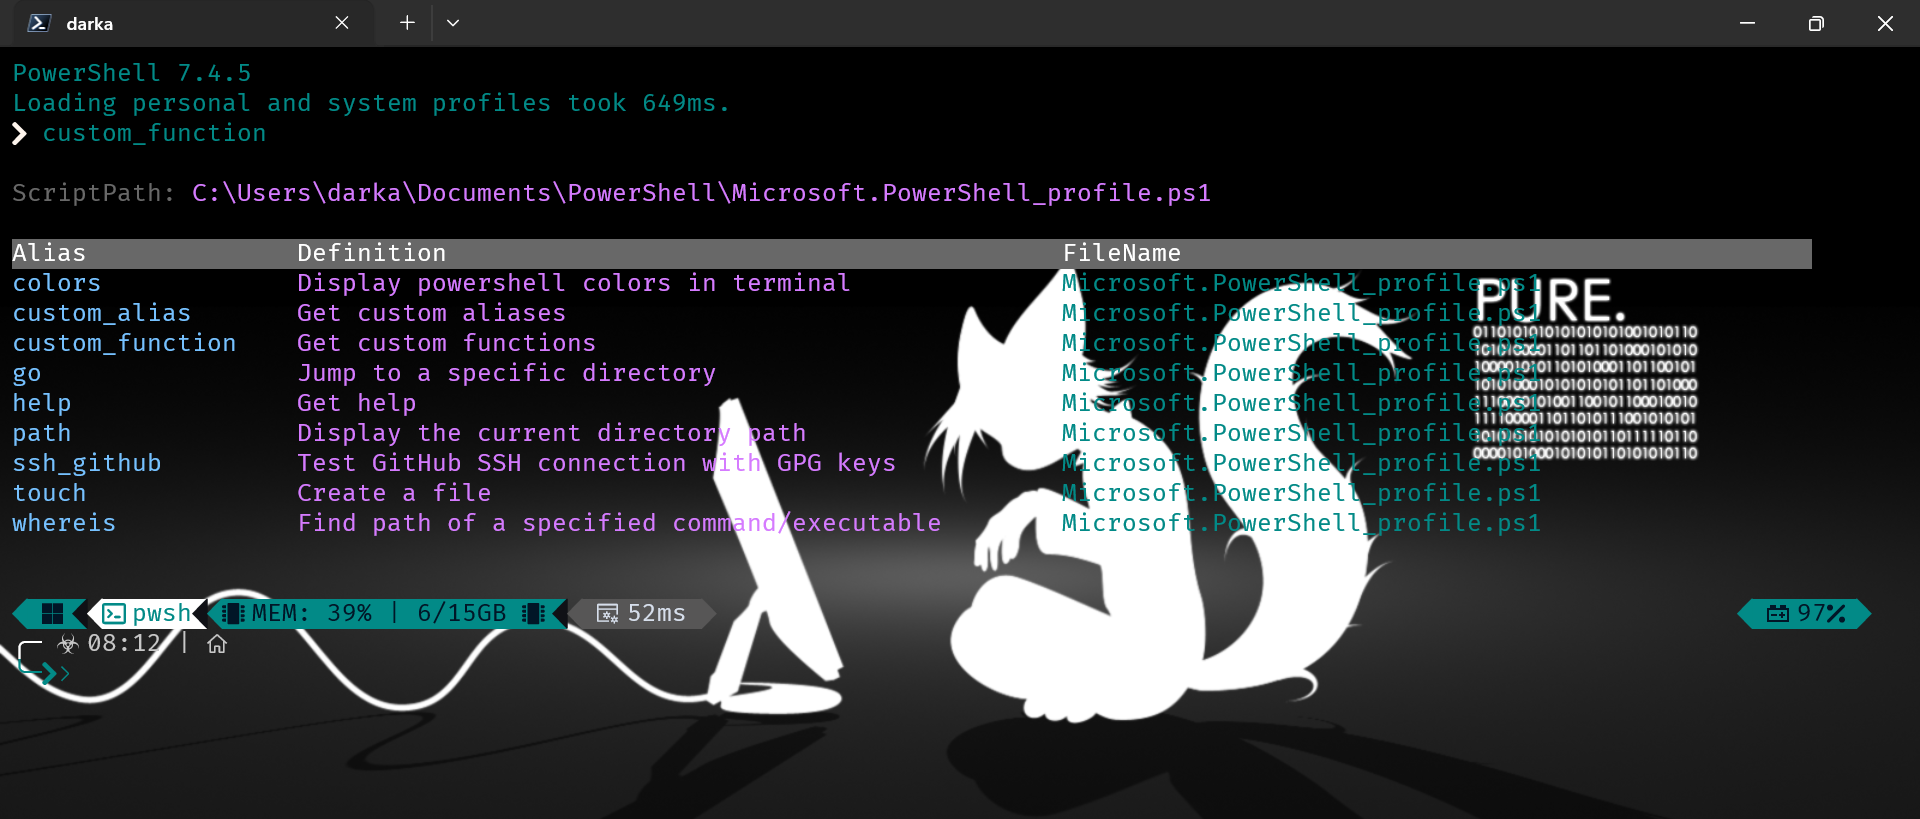 darka
PowerShell 7.4.5
Loading personal and system profiles took 649ms.
❯ custom_function
ScriptPath: C:\Users\darka\Documents\PowerShell\Microsoft.PowerShell_profile.ps1
Alias Definition FileName
colors Display powershell colors in terminal Microsoft.PowerShell_profile.ps1
custom_alias Get custom aliases Microsoft.PowerShell_profile.ps1
custom_function Get custom functions Microsoft.PowerShell_profile.ps1
go Jump to a specific directory Microsoft.PowerShell_profile.ps1
help Get help Microsoft.PowerShell_profile.ps1
path Display the current directory path Microsoft.PowerShell_profile.ps1
ssh_github Test GitHub SSH connection with GPG keys Microsoft.PowerShell_profile.ps1
touch Create a file Microsoft.PowerShell_profile.ps1
whereis Find path of a specified command/executable Microsoft.PowerShell_profile.ps1
PURE.
pwsh MEM: 39% | 6/15GB 52ms 97%
08:12 |